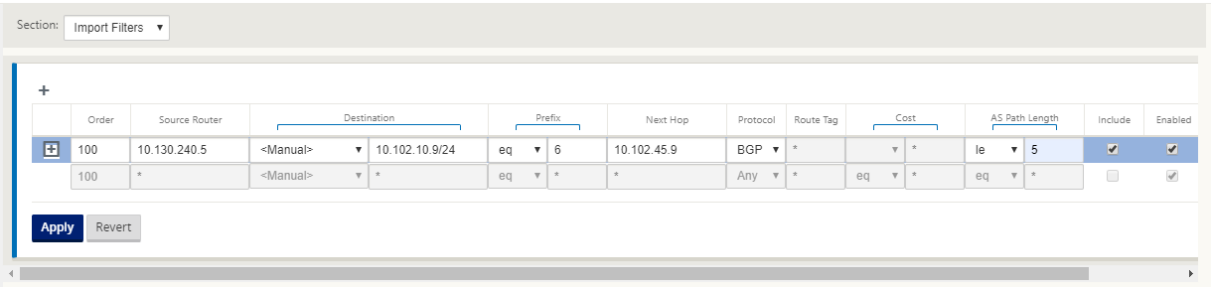 Section: Import Filters ▼
+
Order Source Router Destination Prefix Next Hop Protocol Route Tag Cost AS Path Length Include Enabled
100 10.130.240.5 <Manual> 10.102.10.9/24 eq 6 10.102.45.9 BGP * * le 5
100 * <Manual> * eq * * Any * eq * eq *
Apply Revert